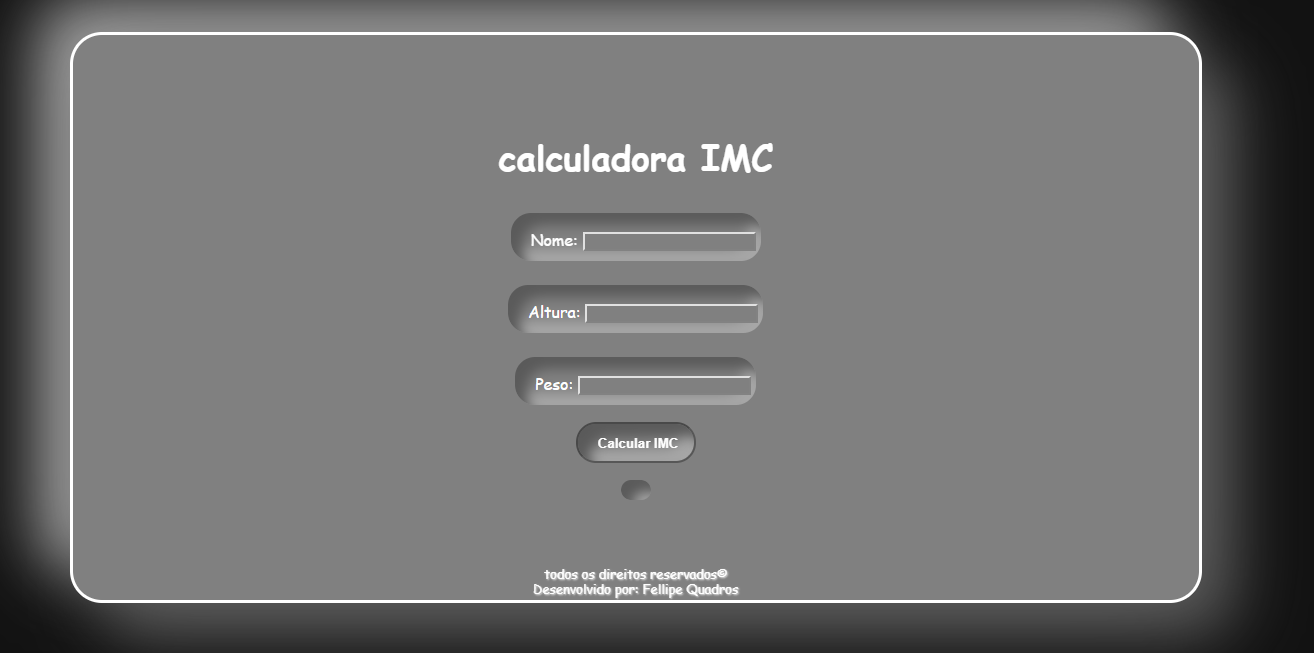 calculadora IMC
Nome:
Altura:
Peso:
Calcular IMC
todos os direitos reservados©
Desenvolvido por: Fellipe Quadros